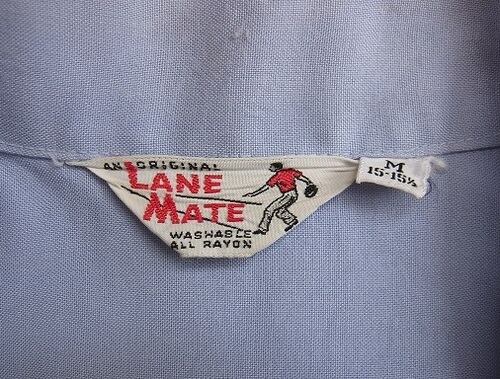 AN ORIGINAL
LANE
MATE
WASHABLE
ALL RAYON
M
15-15½